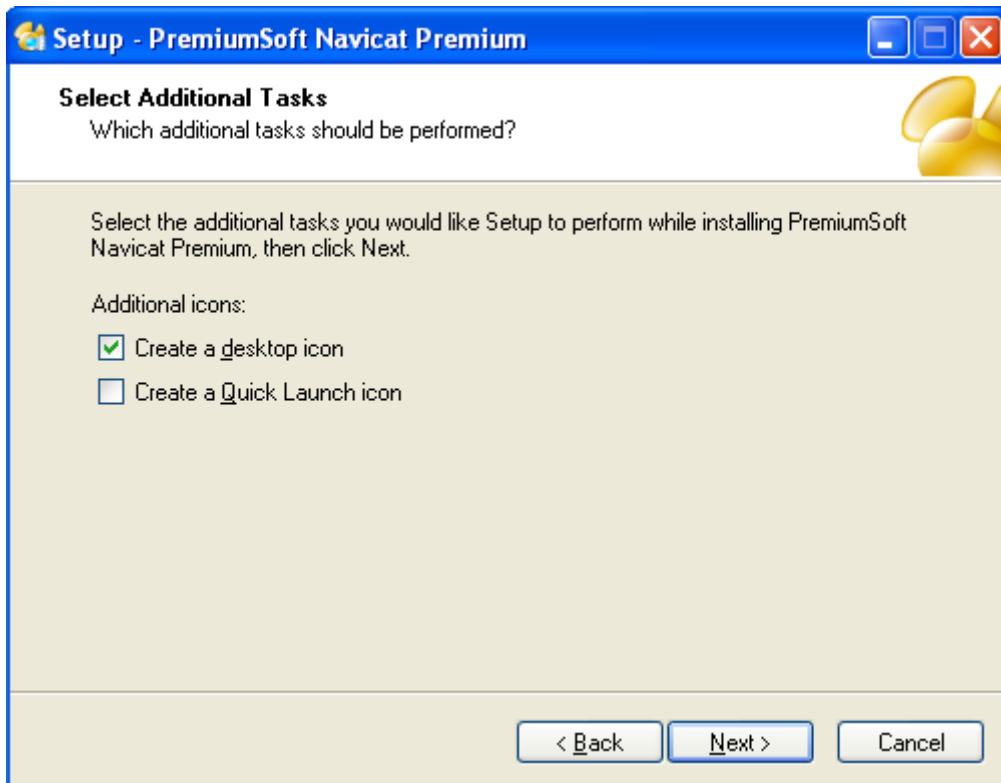 Setup - PremiumSoft Navicat Premium
Select Additional Tasks
Which additional tasks should be performed?
Select the additional tasks you would like Setup to perform while installing PremiumSoft
Navicat Premium, then click Next.
Additional icons:
Create a desktop icon
Create a Quick Launch icon
< Back
Next >
Cancel